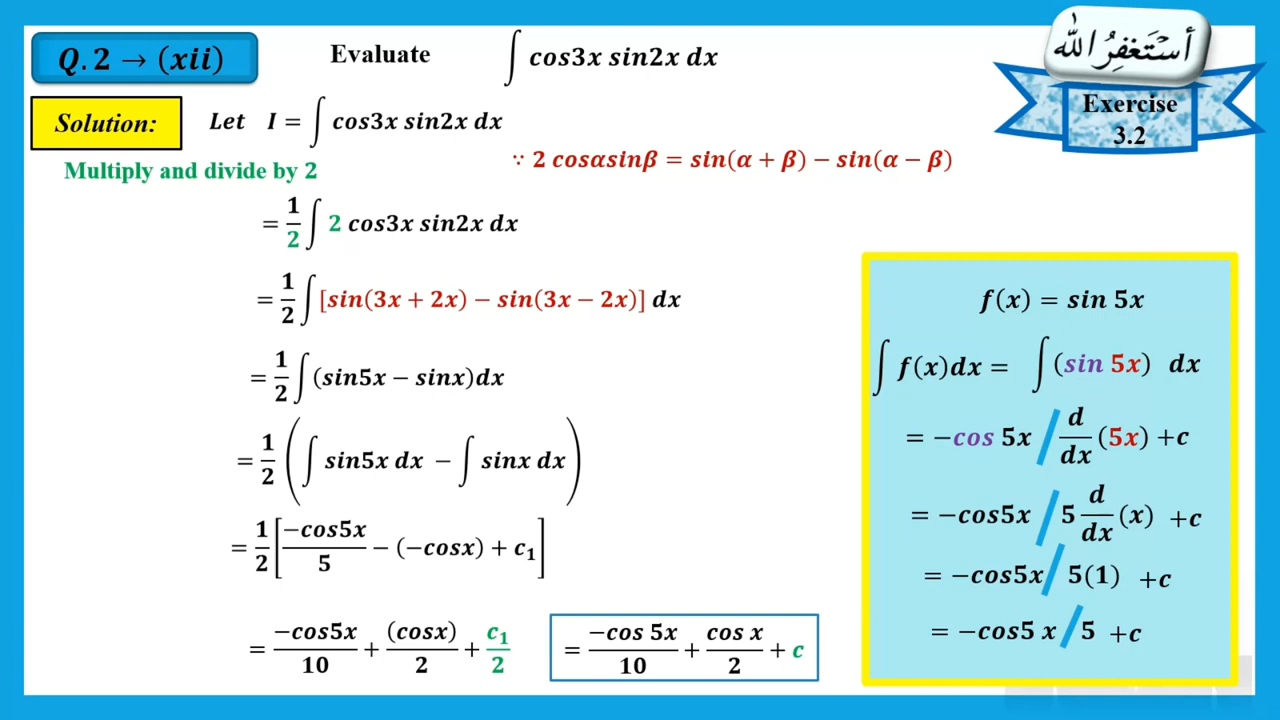 Q. 2 → (xii)
Evaluate ∫ cos3x sin2x dx
أَسْتَغْفِرُ اللّٰه
Exercise
3.2
Solution:
Let I = ∫ cos3x sin2x dx
Multiply and divide by 2
∵ 2 cosαsinβ = sin(α + β) − sin(α − β)
= 1/2 ∫ 2 cos3x sin2x dx
= 1/2 ∫ [sin(3x + 2x) − sin(3x − 2x)] dx
= 1/2 ∫ (sin5x − sinx)dx
= 1/2 (∫ sin5x dx − ∫ sinx dx)
= 1/2 [−cos5x/5 − (−cosx) + c₁]
= −cos5x/10 + (cosx)/2 + c₁/2
= −cos 5x/10 + cos x/2 + c
f(x) = sin 5x
∫ f(x)dx = ∫ (sin 5x) dx
= −cos 5x / d/dx (5x) +c
= −cos5x / 5 d/dx (x) +c
= −cos5x / 5(1) +c
= −cos5 x / 5 +c